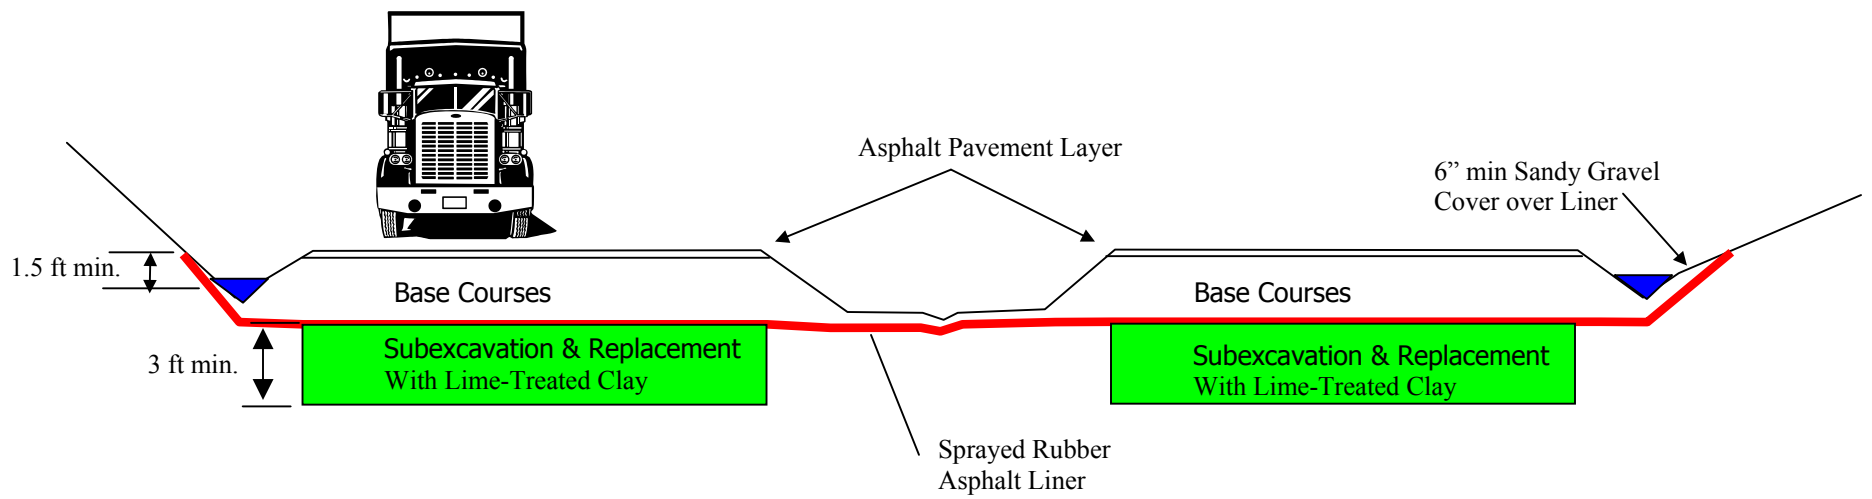 Asphalt Pavement Layer
6” min Sandy Gravel
Cover over Liner
1.5 ft min.
Base Courses
Base Courses
3 ft min.
Subexcavation & Replacement
With Lime-Treated Clay
Subexcavation & Replacement
With Lime-Treated Clay
Sprayed Rubber
Asphalt Liner